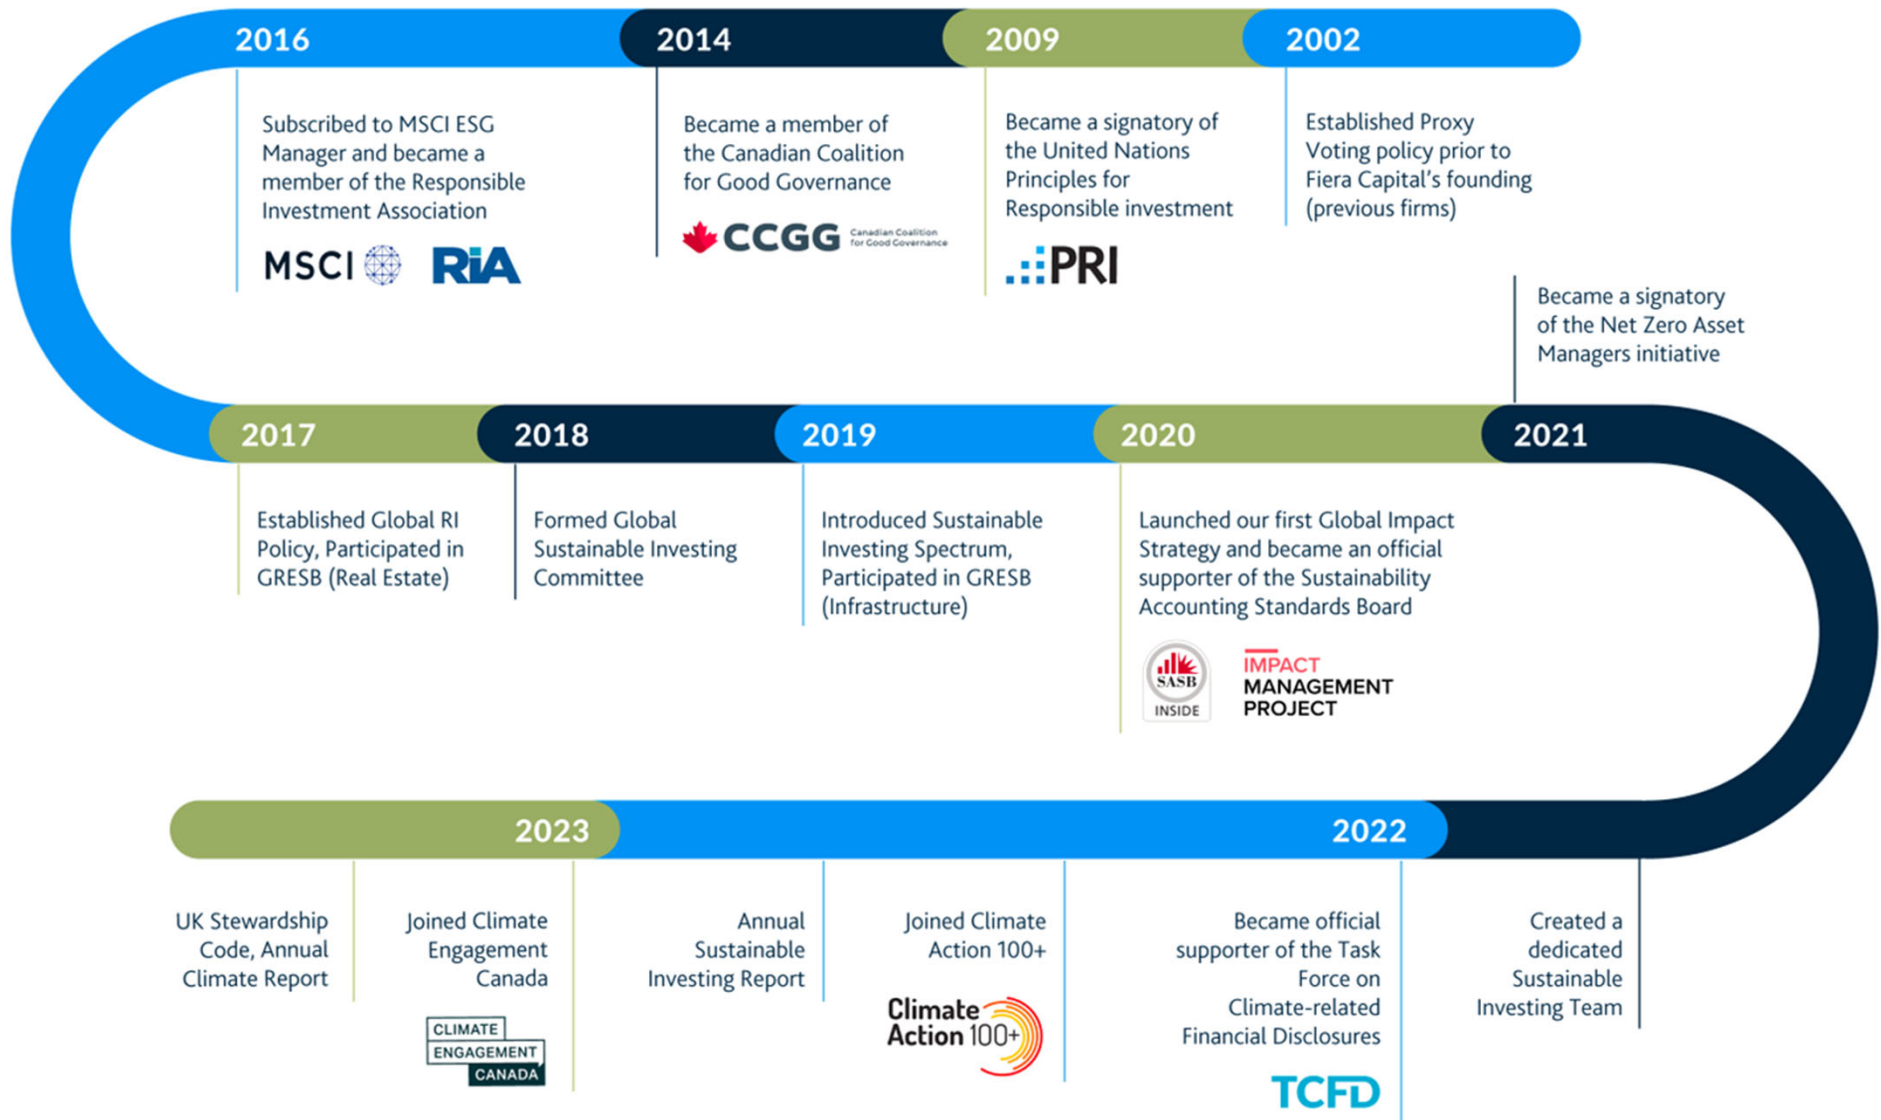 2016
2014
2009
2002
Subscribed to MSCI ESG
Manager and became a
member of the Responsible
Investment Association
MSCI
RiA
Became a member of
the Canadian Coalition
for Good Governance
CCGG
Canadian Coalition
for Good Governance
Became a signatory of
the United Nations
Principles for
Responsible investment
PRI
Established Proxy
Voting policy prior to
Fiera Capital's founding
(previous firms)
Became a signatory
of the Net Zero Asset
Managers initiative
2017
2018
2019
2020
2021
Established Global RI
Policy, Participated in
GRESB (Real Estate)
Formed Global
Sustainable Investing
Committee
Introduced Sustainable
Investing Spectrum,
Participated in GRESB
(Infrastructure)
Launched our first Global Impact
Strategy and became an official
supporter of the Sustainability
Accounting Standards Board
SASB
INSIDE
IMPACT
MANAGEMENT
PROJECT
2023
2022
UK Stewardship
Code, Annual
Climate Report
Joined Climate
Engagement
Canada
CLIMATE
ENGAGEMENT
CANADA
Annual
Sustainable
Investing Report
Joined Climate
Action 100+
Climate
Action 100+
Became official
supporter of the Task
Force on
Climate-related
Financial Disclosures
TCFD
Created a
dedicated
Sustainable
Investing Team